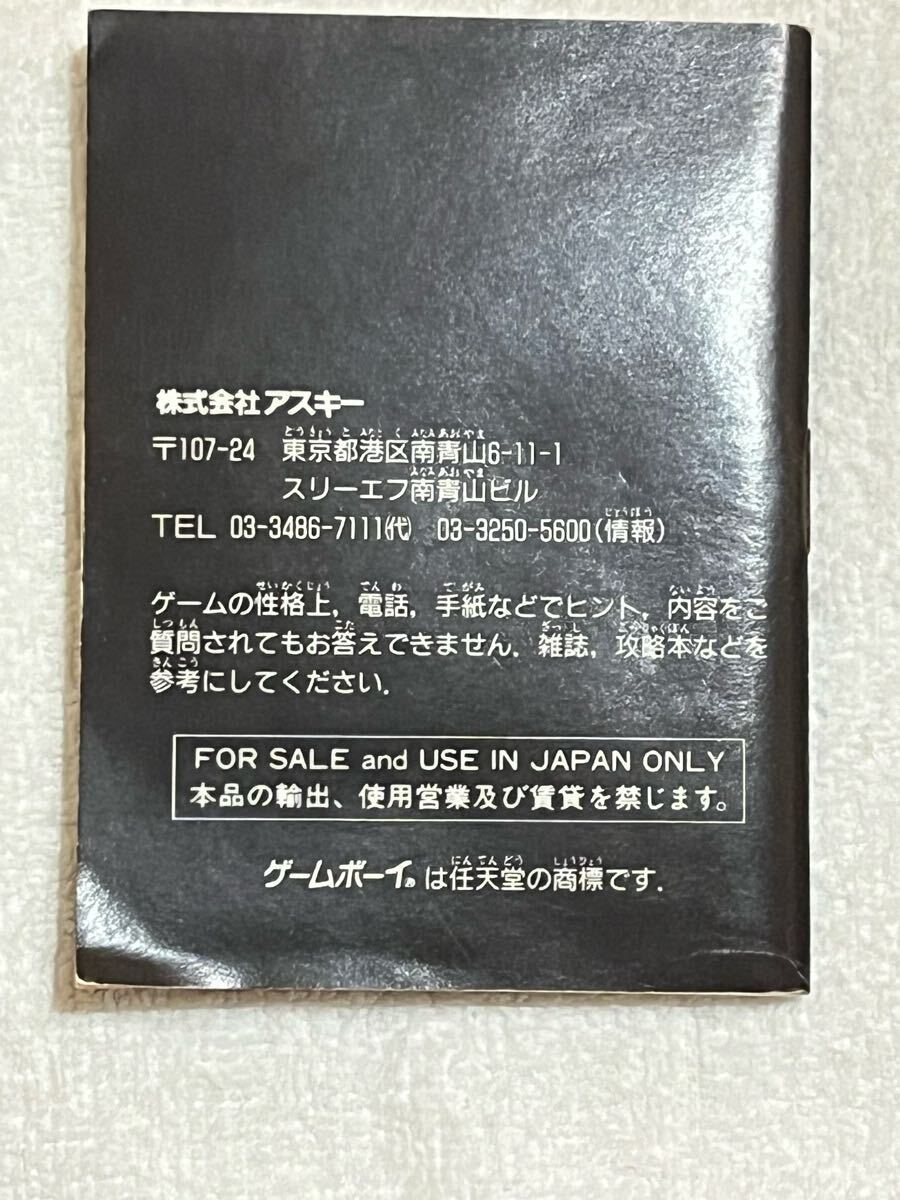 株式会社アスキー
〒107-24 東京都港区南青山6-11-1
スリーエフ南青山ビル
TEL 03-3486-7111(代) 03-3250-5600(情報)
ゲームの性格上,電話,手紙などでヒント,内容をご
質問されてもお答えできません.雑誌,攻略本などを
参考にしてください.
FOR SALE and USE IN JAPAN ONLY
本品の輸出、使用営業及び賃貸を禁じます。
ゲームボーイは任天堂の商標です.